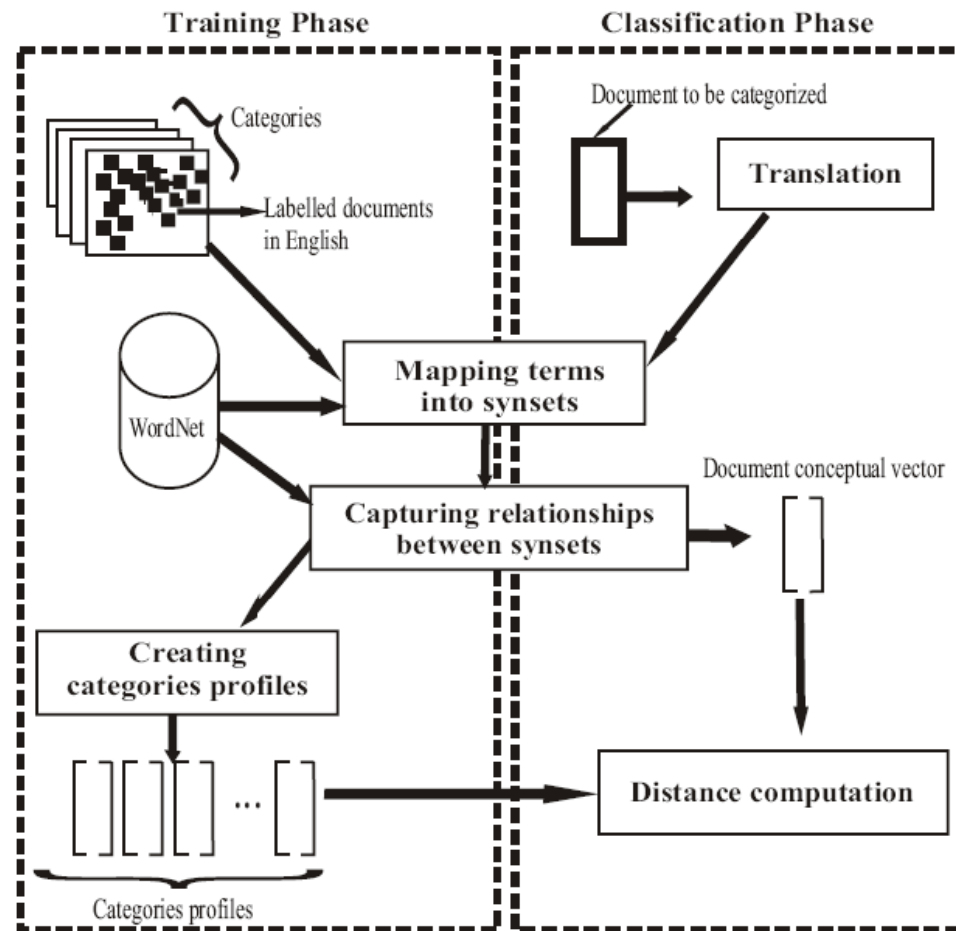 Training Phase
Classification Phase
Document to be categorized
Categories
Translation
Labelled documents
in English
Mapping terms
into synsets
WordNet
Document conceptual vector
Capturing relationships
between synsets
Creating
categories profiles
Distance computation
...
Categories profiles